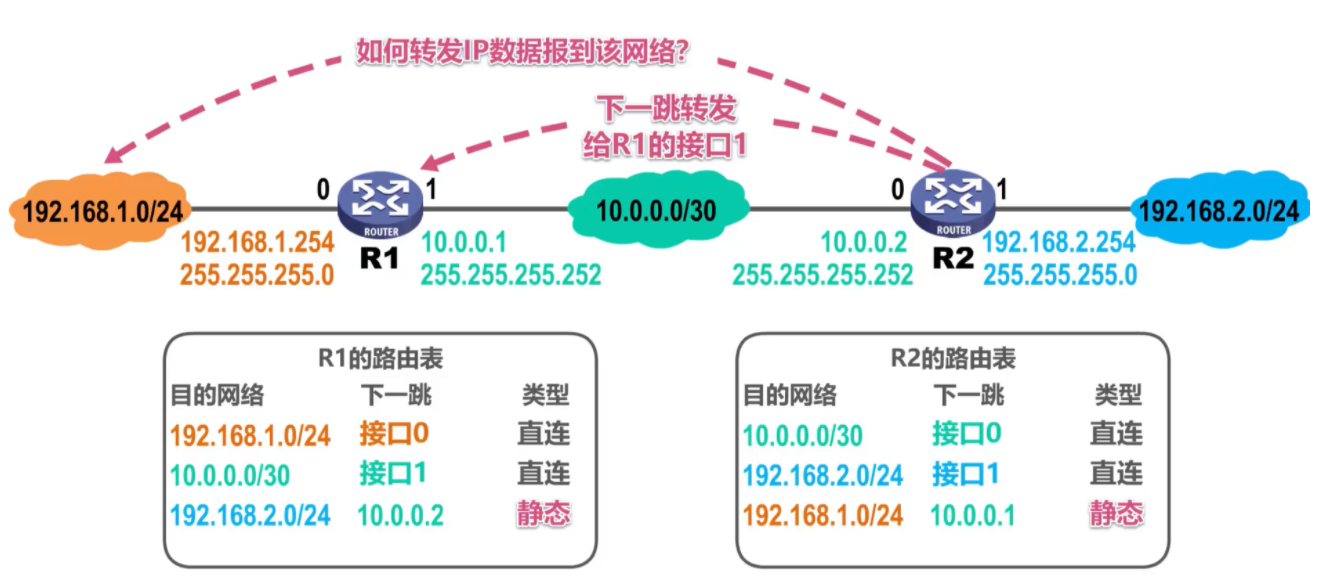 如何转发IP数据报到该网络?
下一跳转发
给R1的接口1
0
1
0
1
192.168.1.0/24
ROUTER
10.0.0.0/30
ROUTER
192.168.2.0/24
192.168.1.254
255.255.255.0
R1
10.0.0.1
255.255.255.252
10.0.0.2
255.255.255.252
R2
192.168.2.254
255.255.255.0
R1的路由表
目的网络 下一跳 类型
192.168.1.0/24 接口0 直连
10.0.0.0/30 接口1 直连
192.168.2.0/24 10.0.0.2 静态
R2的路由表
目的网络 下一跳 类型
10.0.0.0/30 接口0 直连
192.168.2.0/24 接口1 直连
192.168.1.0/24 10.0.0.1 静态